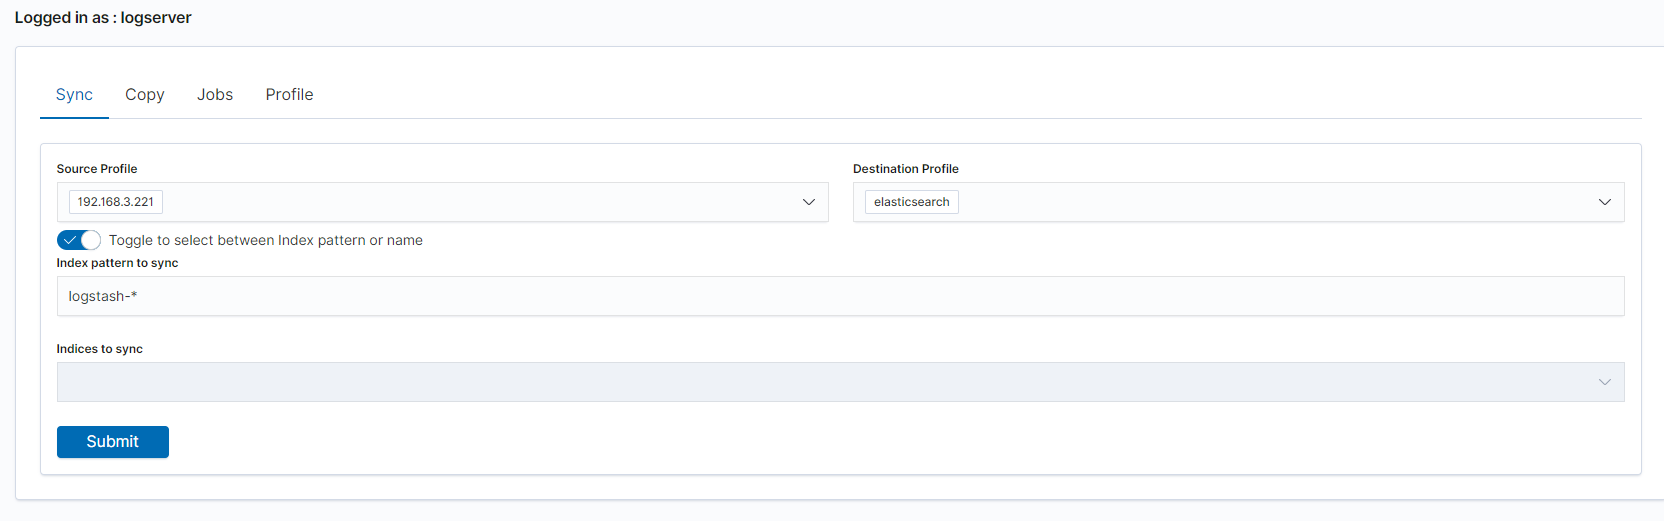 Logged in as : logserver
Sync Copy Jobs Profile
Source Profile Destination Profile
192.168.3.221 elasticsearch
Toggle to select between Index pattern or name
Index pattern to sync
logstash-*
Indices to sync
Submit